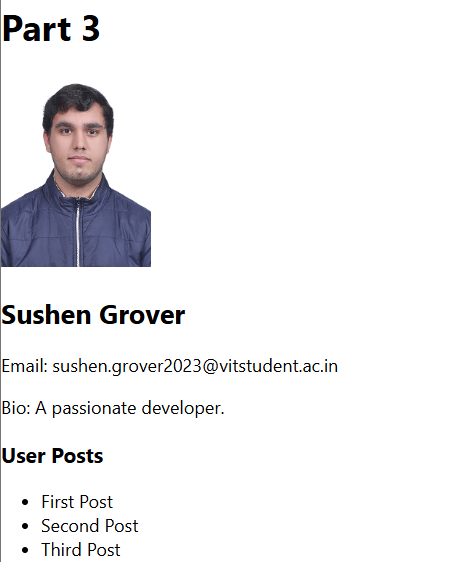 Part 3
Sushen Grover
Email: sushen.grover2023@vitstudent.ac.in
Bio: A passionate developer.
User Posts
• First Post
• Second Post
• Third Post